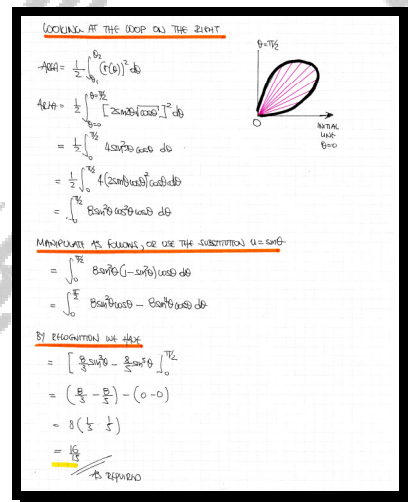 LOOKING AT THE LOOP ON THE RIGHT
AREA = 1/2 ∫_θ₁^θ₂ (r(θ))² dθ
AREA = 1/2 ∫_θ=0^θ=π/2 [2sin2θ√cosθ]² dθ
= 1/2 ∫_0^π/2 4sin²2θ cosθ dθ
= 1/2 ∫_0^π/2 4(2sinθcosθ)² cosθ dθ
= ∫_0^π/2 8sin²θ cos²θ cosθ dθ
θ=π/2
O
INITIAL
LINE
θ=0
MANIPULATE AS FOLLOWS, OR USE THE SUBSTITUTION u = sinθ
= ∫_0^π/2 8sin²θ(1-sin²θ) cosθ dθ
= ∫_0^π/2 8sin²θcosθ - 8sin⁴θcosθ dθ
BY RECOGNITION WE HAVE
= [8/3 sin³θ - 8/5 sin⁵θ]_0^π/2
= (8/3 - 8/5) - (0-0)
= 8(1/3 - 1/5)
= 16/15
AS REQUIRED